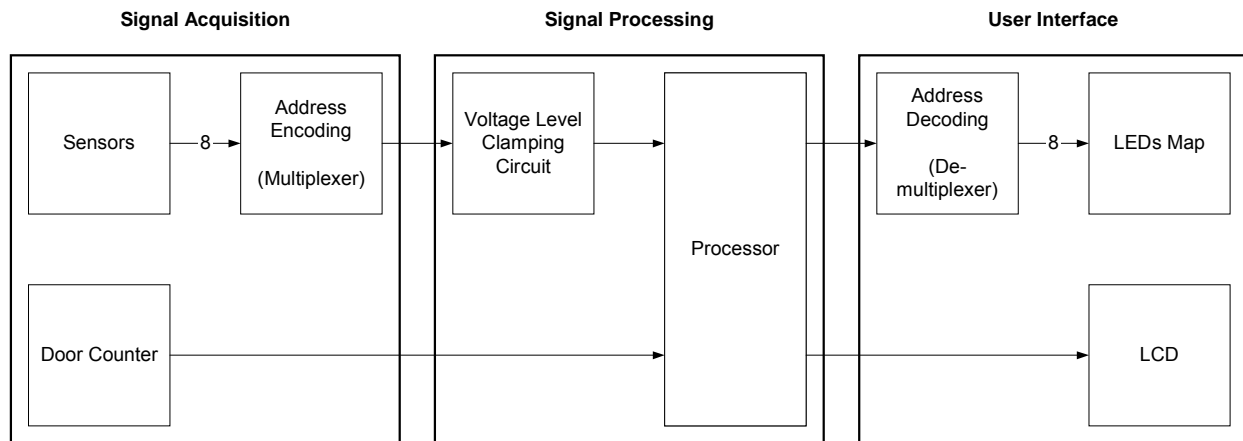 Signal Acquisition
Signal Processing
User Interface
Sensors
8
Address
Encoding
(Multiplexer)
Voltage Level
Clamping
Circuit
Processor
Address
Decoding
(De-
multiplexer)
8
LEDs Map
Door Counter
LCD